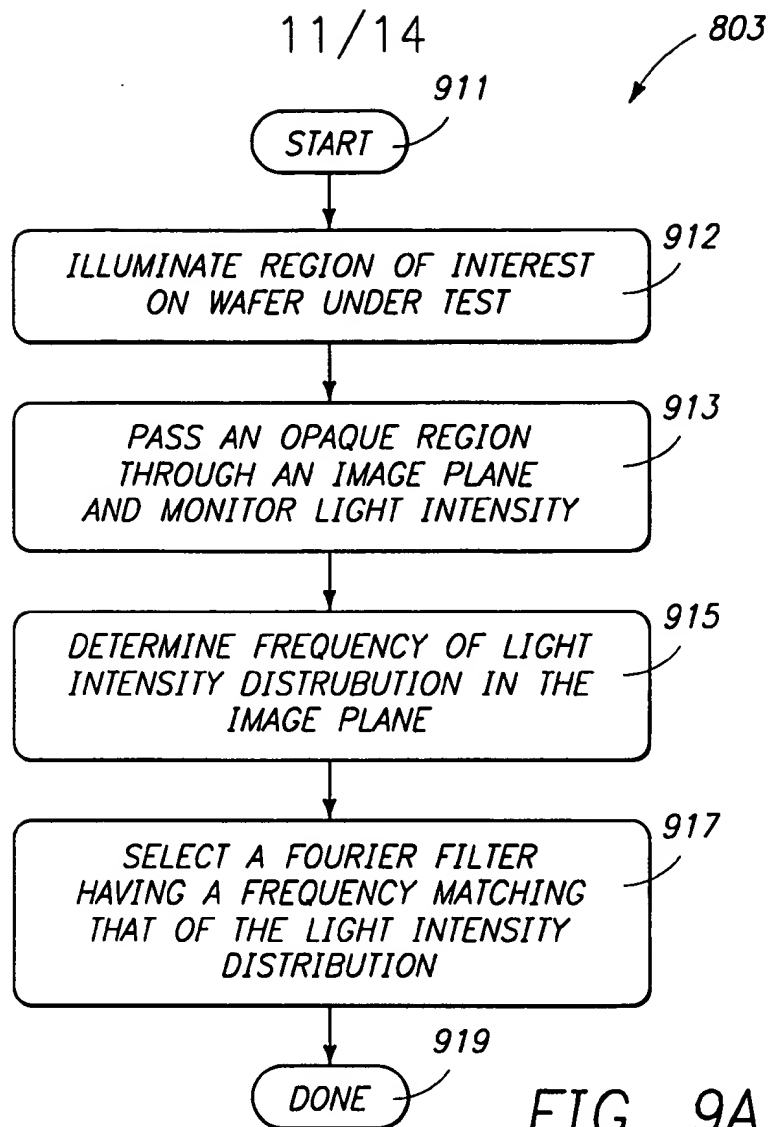 11/14
803
911
START
912
ILLUMINATE REGION OF INTEREST
ON WAFER UNDER TEST
913
PASS AN OPAQUE REGION
THROUGH AN IMAGE PLANE
AND MONITOR LIGHT INTENSITY
915
DETERMINE FREQUENCY OF LIGHT
INTENSITY DISTRUBUTION IN THE
IMAGE PLANE
917
SELECT A FOURIER FILTER
HAVING A FREQUENCY MATCHING
THAT OF THE LIGHT INTENSITY
DISTRIBUTION
919
DONE
FIG. 9A